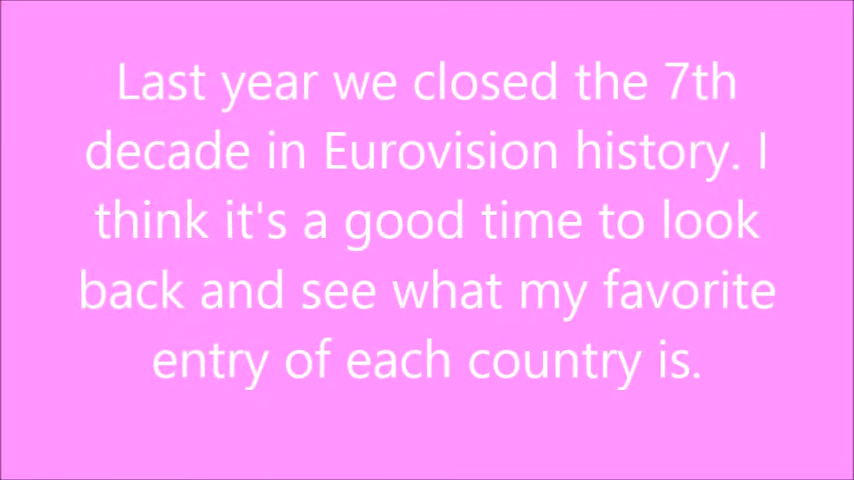 Last year we closed the 7th
decade in Eurovision history. I
think it's a good time to look
back and see what my favorite
entry of each country is.